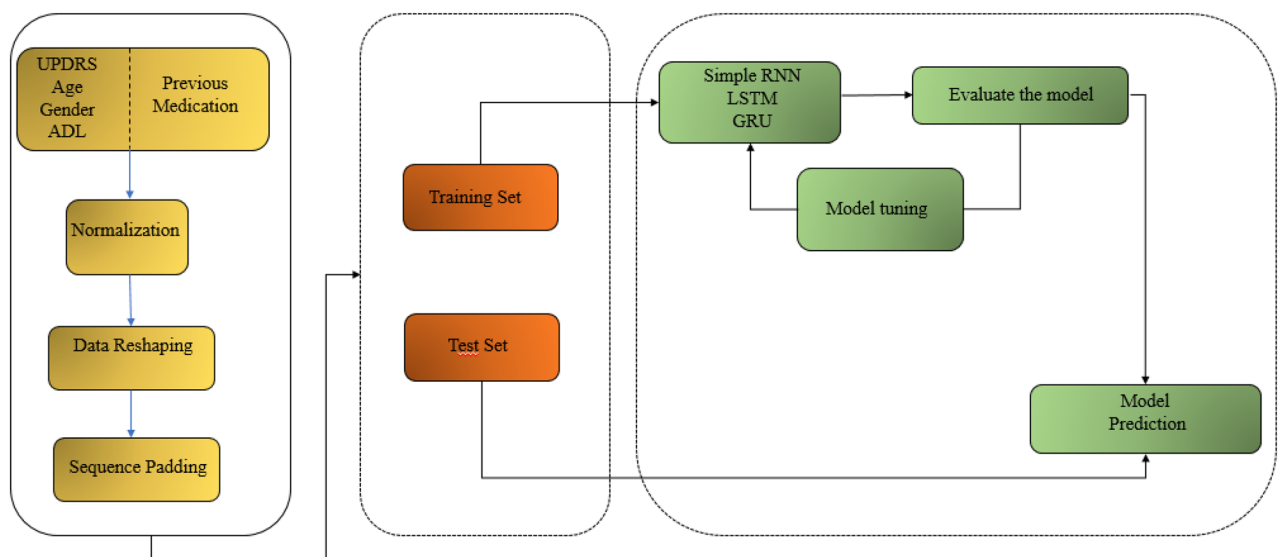 UPDRS
Age
Gender
ADL
Previous
Medication
Normalization
Data Reshaping
Sequence Padding
Training Set
Test Set
Simple RNN
LSTM
GRU
Evaluate the model
Model tuning
Model
Prediction